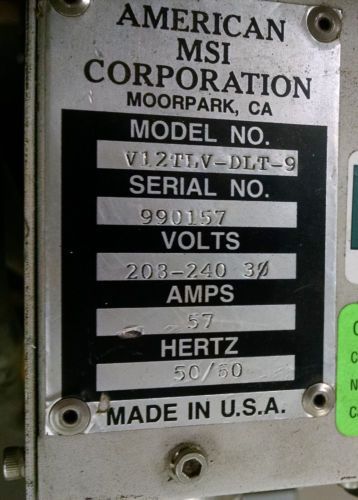 AMERICAN
MSI
CORPORATION
MOORPARK, CA
MODEL NO.
V12TLV-DLT-9
SERIAL NO.
990157
VOLTS
208-240 3Ø
AMPS
57
HERTZ
50/60
MADE IN U.S.A.